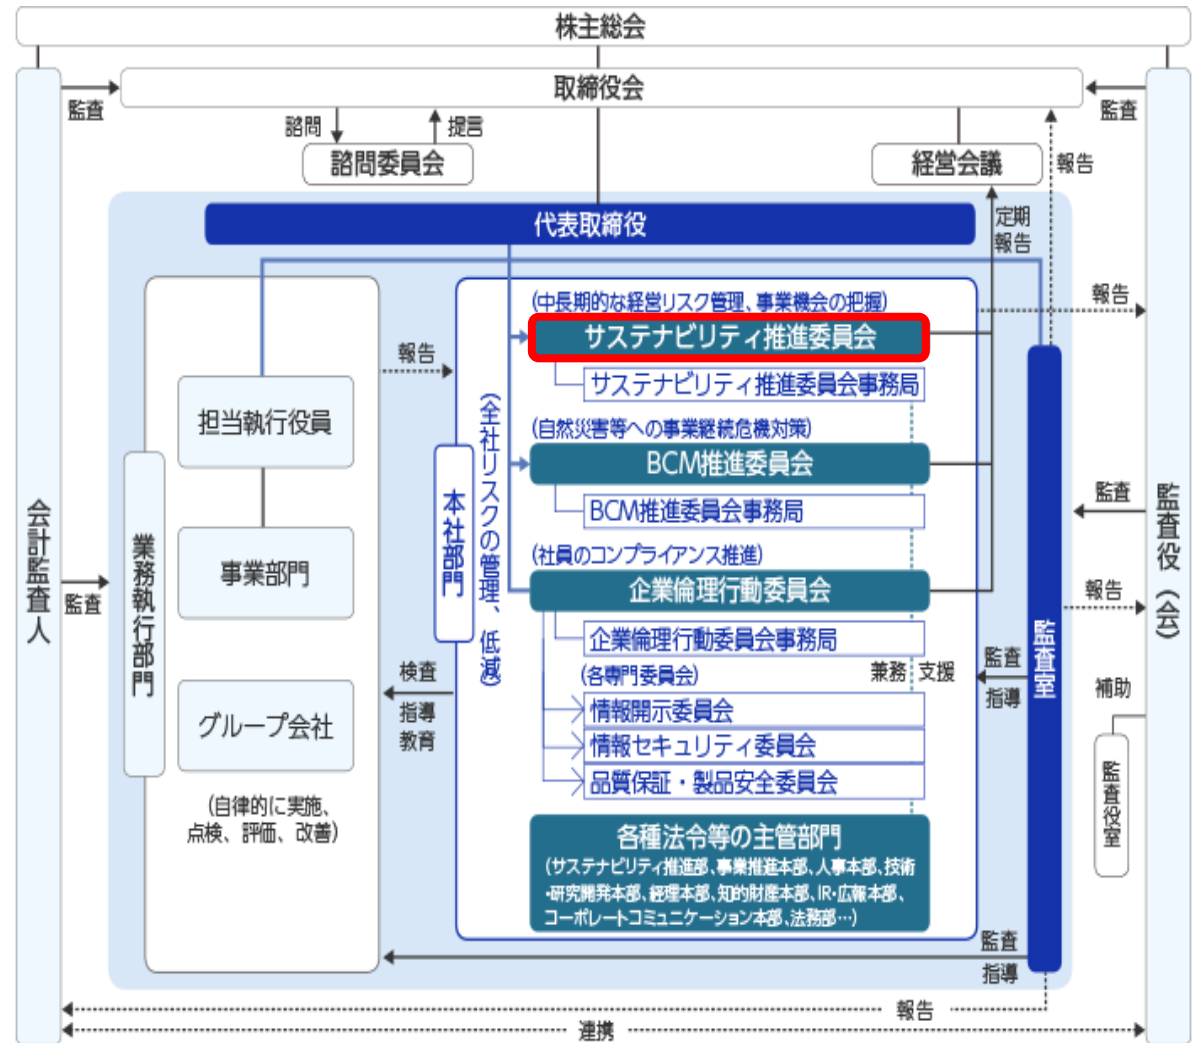 株主総会
取締役会
監査
監査
諮問
提言
諮問委員会
経営会議
報告
代表取締役
定期
報告
(中長期的な経営リスク管理、事業機会の把握)
報告
サステナビリティ推進委員会
報告
サステナビリティ推進委員会事務局
担当執行役員
(全社リスクの管理、低減)
(自然災害等への事業継続危機対策)
BCM推進委員会
本社部門
BCM推進委員会事務局
監査
会計監査人
監査役(会)
業務執行部門
(社員のコンプライアンス推進)
事業部門
企業倫理行動委員会
監査
報告
企業倫理行動委員会事務局
監査室
検査
指導
教育
(各専門委員会)
兼務
支援
監査
指導
補助
グループ会社
情報開示委員会
情報セキュリティ委員会
品質保証・製品安全委員会
監査役室
(自律的に実施、
点検、評価、改善)
各種法令等の主管部門
(サステナビリティ推進部、事業推進本部、人事本部、技術
・研究開発本部、経理本部、知的財産本部、IR・広報本部、
コーポレートコミュニケーション本部、法務部…)
監査
指導
報告
連携